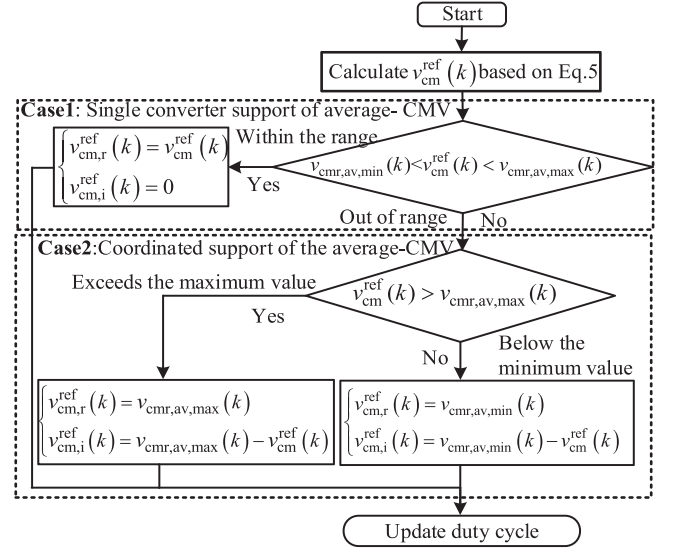 Start
Calculate v_cm^ref (k) based on Eq.5
Case1: Single converter support of average- CMV
{v_cm,r^ref (k) = v_cm^ref (k)
v_cm,i^ref (k) = 0
Within the range
Yes
v_cmr,av,min (k) < v_cm^ref (k) < v_cmr,av,max (k)
Out of range
No
Case2:Coordinated support of the average-CMV
Exceeds the maximum value
Yes
v_cm^ref (k) > v_cmr,av,max (k)
No
Below the
minimum value
{v_cm,r^ref (k) = v_cmr,av,max (k)
v_cm,i^ref (k) = v_cmr,av,max (k) − v_cm^ref (k)
{v_cm,r^ref (k) = v_cmr,av,min (k)
v_cm,i^ref (k) = v_cmr,av,min (k) − v_cm^ref (k)
Update duty cycle